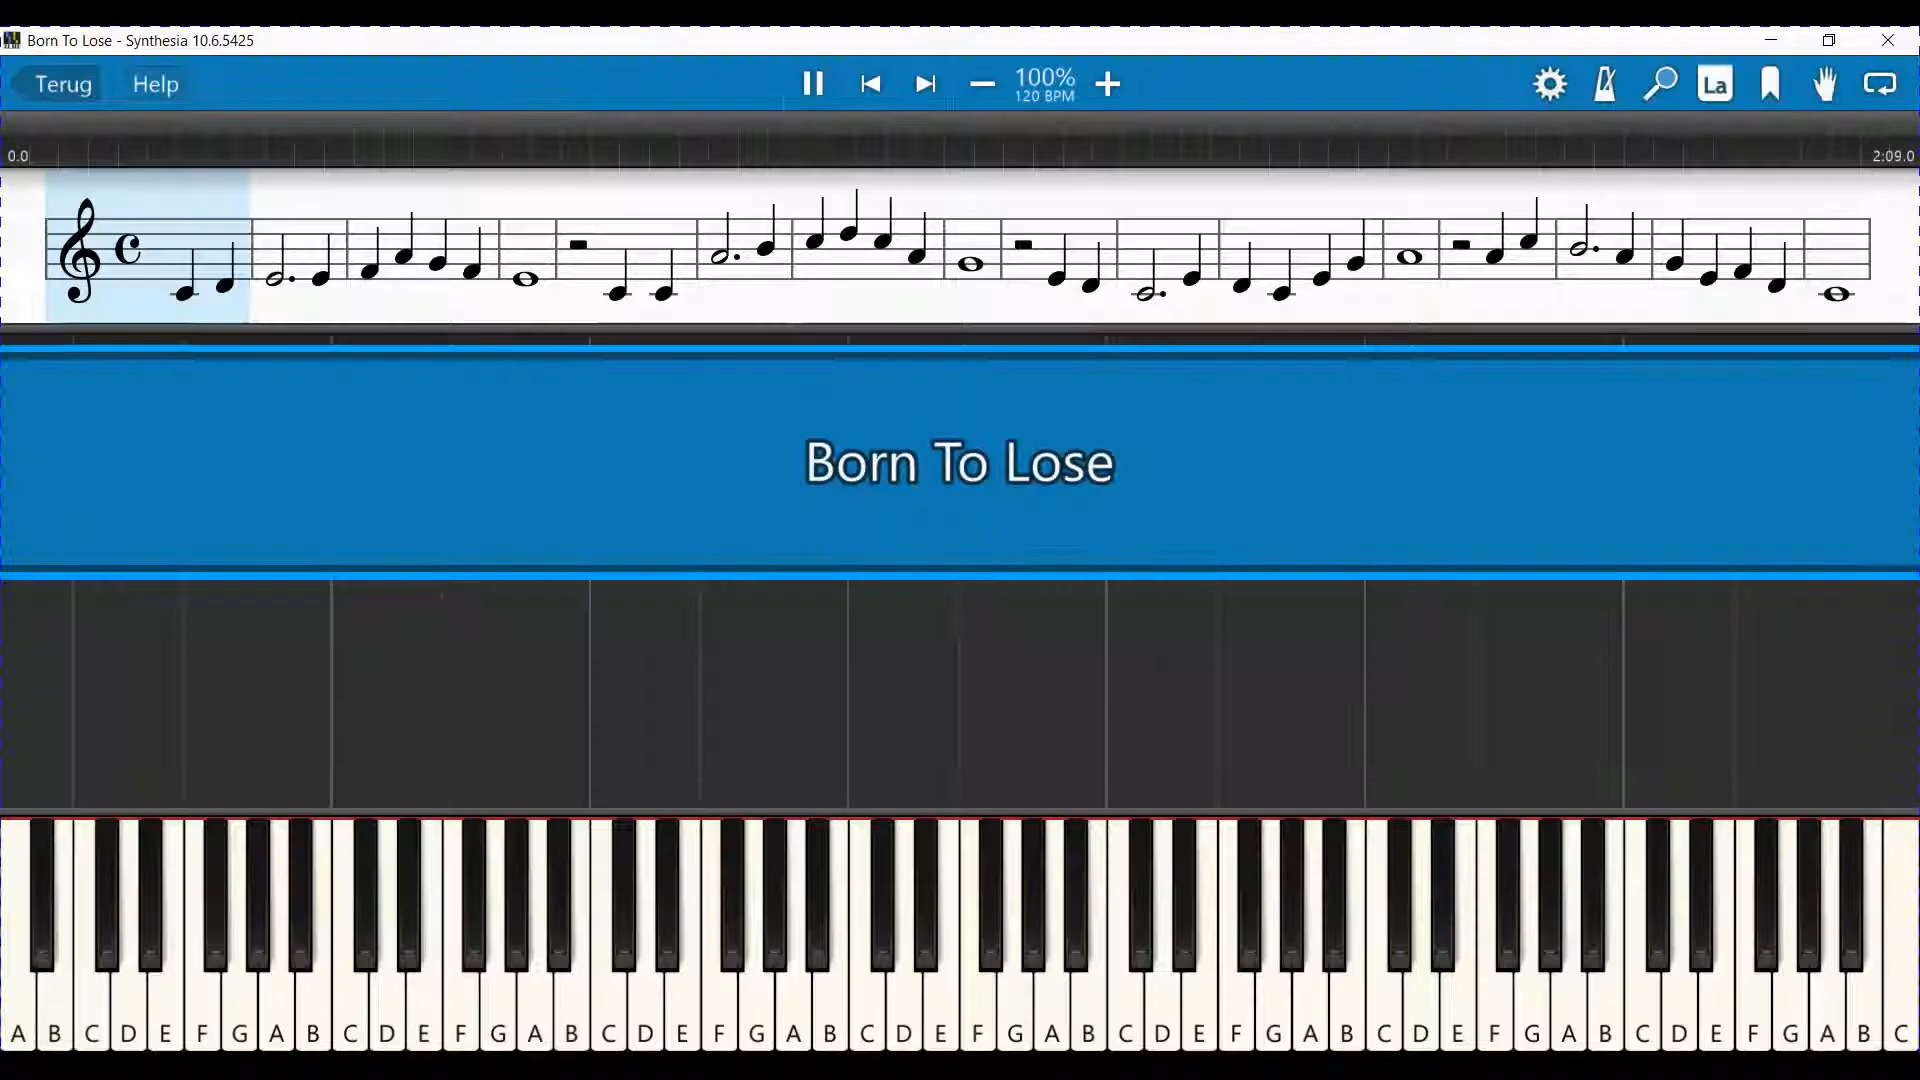 Born To Lose - Synthesia 10.6.5425
Terug Help 100% La
120 BPM
0.0 2:09.0
Born To Lose
A B C D E F G A B C D E F G A B C D E F G A B C D E F G A B C D E F G A B C D E F G A B C D E F G A B C